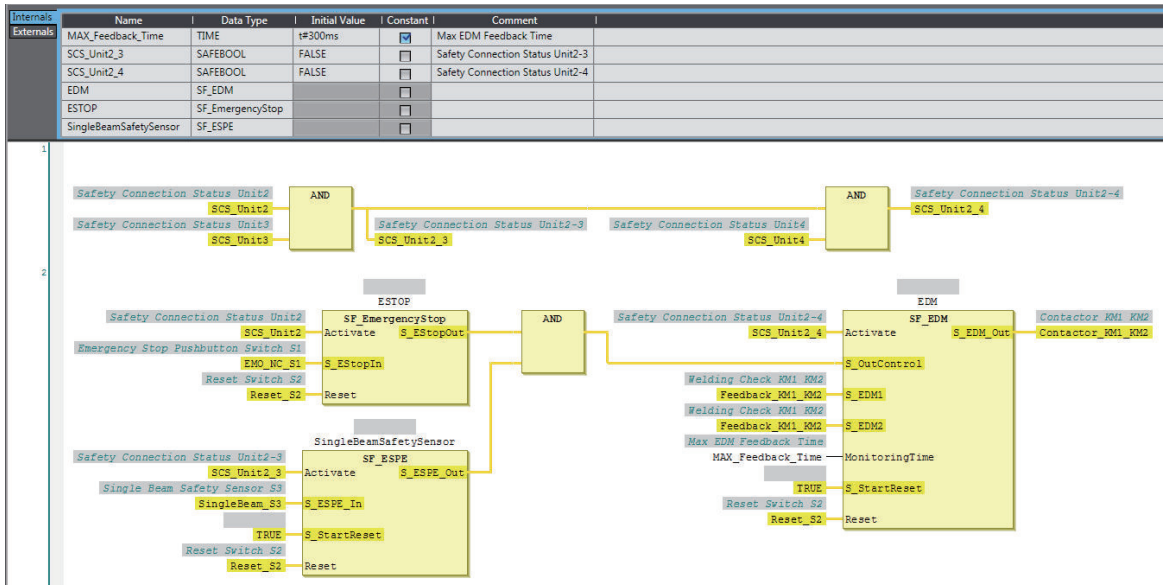 Internals
Externals
Name Data Type Initial Value Constant Comment
MAX_Feedback_Time TIME t#300ms Max EDM Feedback Time
SCS_Unit2_3 SAFEBOOL FALSE Safety Connection Status Unit2-3
SCS_Unit2_4 SAFEBOOL FALSE Safety Connection Status Unit2-4
EDM SF_EDM
ESTOP SF_EmergencyStop
SingleBeamSafetySensor SF_ESPE
1
Safety Connection Status Unit2
SCS_Unit2
Safety Connection Status Unit3
SCS_Unit3
AND
Safety Connection Status Unit2-3
SCS_Unit2_3
Safety Connection Status Unit4
SCS_Unit4
AND
Safety Connection Status Unit2-4
SCS_Unit2_4
2
ESTOP
SF_EmergencyStop
Safety Connection Status Unit2
SCS_Unit2 Activate S_EStopOut
Emergency Stop Pushbutton Switch S1
EMO_NC_S1 S_EStopIn
Reset Switch S2
Reset_S2 Reset
AND
SingleBeamSafetySensor
SF_ESPE
Safety Connection Status Unit2-3
SCS_Unit2_3 Activate S_ESPE_Out
Single Beam Safety Sensor S3
SingleBeam_S3 S_ESPE_In
TRUE S_StartReset
Reset Switch S2
Reset_S2 Reset
EDM
SF_EDM
Safety Connection Status Unit2-4
SCS_Unit2_4 Activate S_EDM_Out
Contactor KM1 KM2
Contactor_KM1_KM2
S_OutControl
Welding Check KM1 KM2
Feedback_KM1_KM2 S_EDM1
Welding Check KM1 KM2
Feedback_KM1_KM2 S_EDM2
Max EDM Feedback Time
MAX_Feedback_Time MonitoringTime
TRUE S_StartReset
Reset Switch S2
Reset_S2 Reset